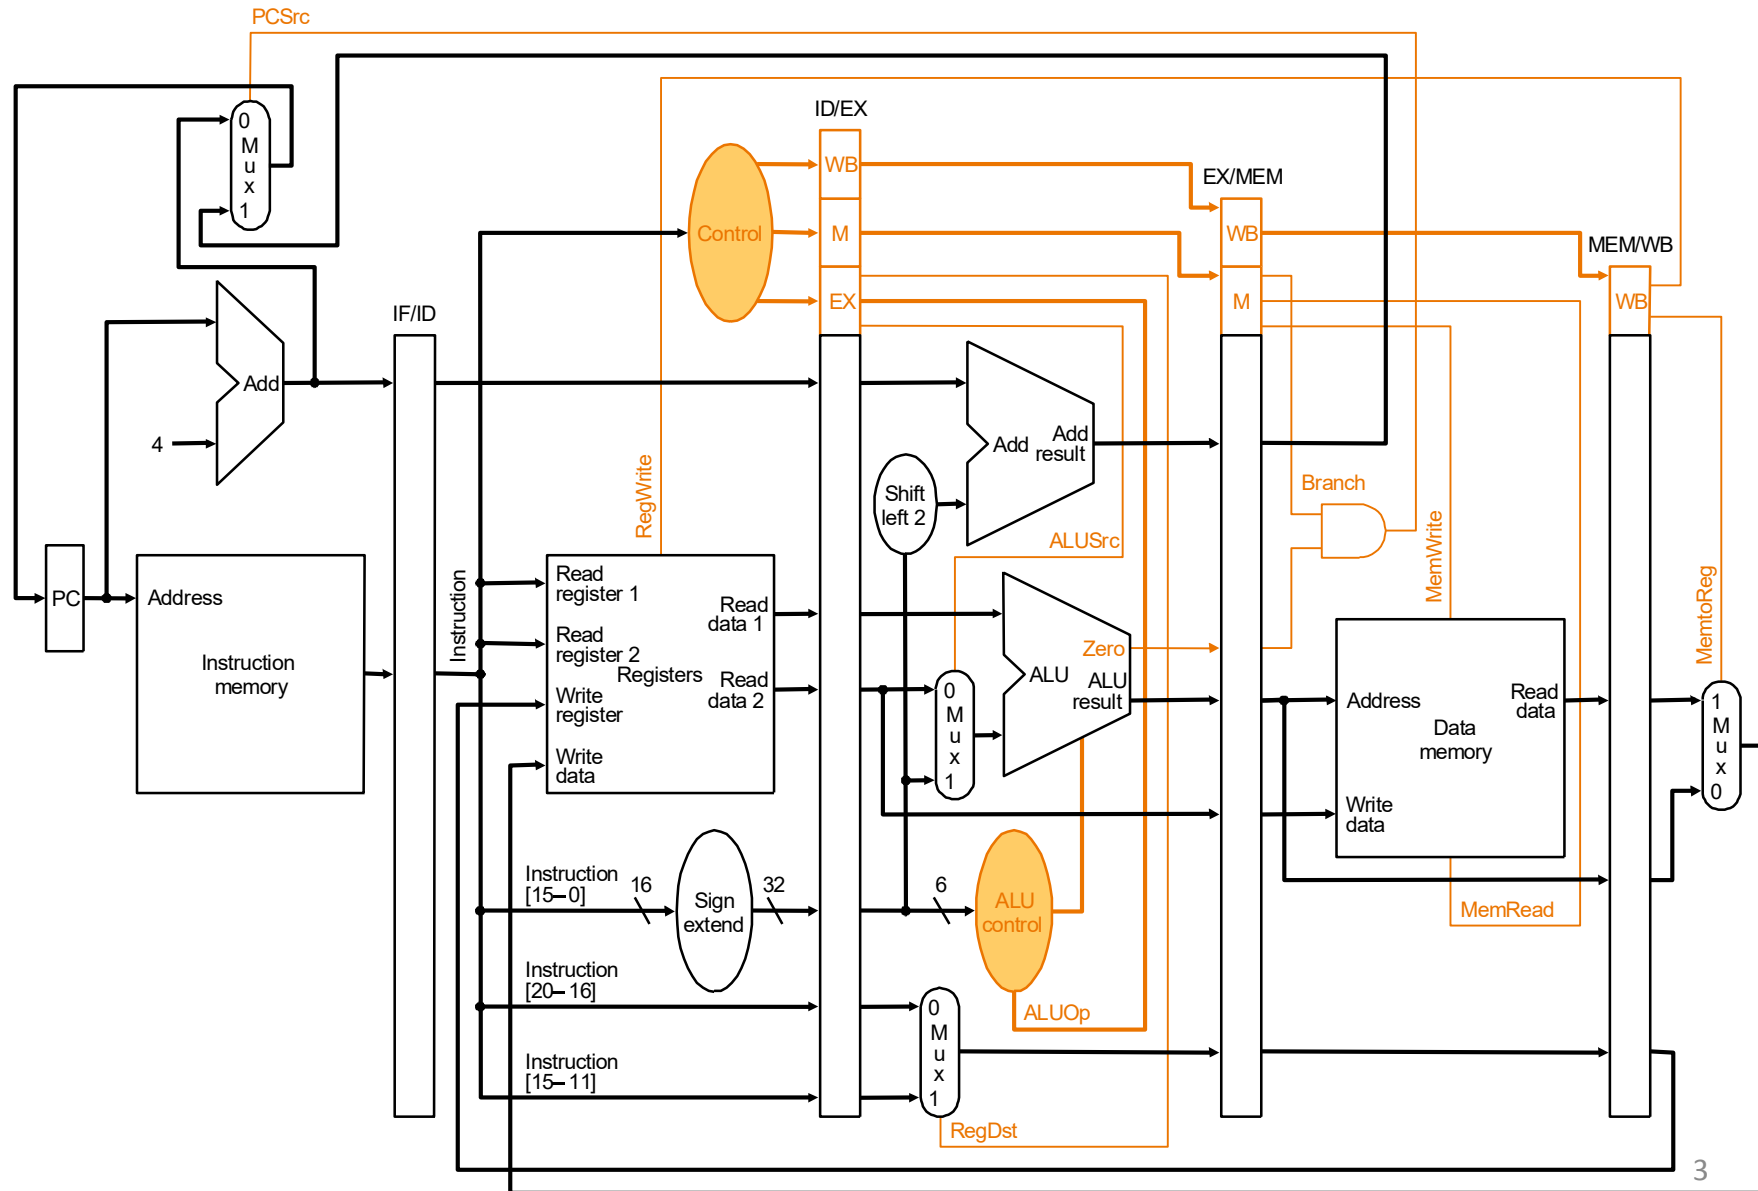 PCSrc
0
M
u
x
1
ID/EX
WB
M
EX
Control
EX/MEM
WB
M
MEM/WB
WB
IF/ID
Add
4
Add
Add
result
Shift
left 2
RegWrite
ALUSrc
Branch
MemWrite
MemtoReg
PC
Address
Instruction
memory
Instruction
Read
register 1
Read
register 2
Registers
Write
register
Write
data
Read
data 1
Read
data 2
0
M
u
x
1
Zero
ALU
ALU
result
Address
Read
data
Data
memory
Write
data
1
M
u
x
0
Instruction
[15–0]
16
Sign
extend
32
6
ALU
control
MemRead
Instruction
[20–16]
0
M
u
x
1
ALUOp
Instruction
[15–11]
RegDst
3